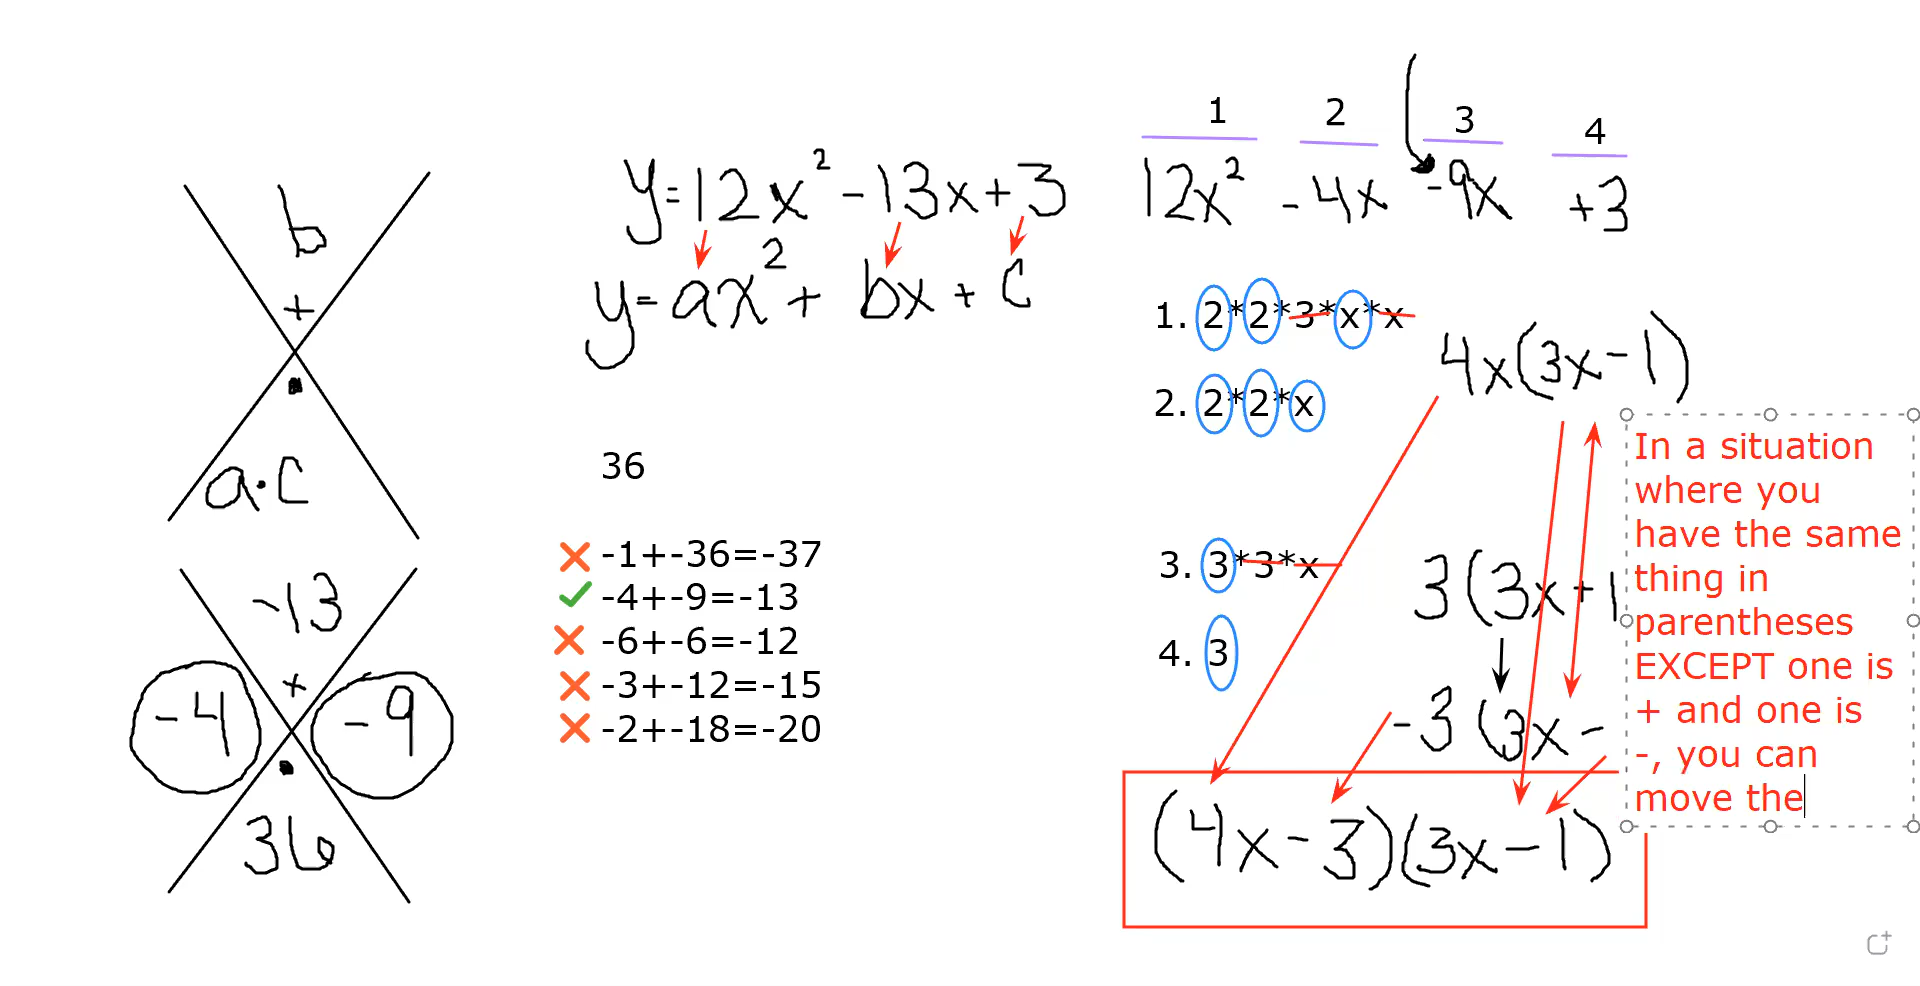 b
+
.
a·c
-13
+
-4 -9
.
36
y=12x²-13x+3
y=ax²+bx+c
36
-1+-36=-37
-4+-9=-13
-6+-6=-12
-3+-12=-15
-2+-18=-20
1 2 3 4
12x² -4x -9x +3
1. 2*2*3*x*x
4x(3x-1)
2. 2*2*x
3. 3*3*x
3(3x+1
4. 3
-3(3x-
(4x-3)(3x-1)
In a situation
where you
have the same
thing in
parentheses
EXCEPT one is
+ and one is
-, you can
move the